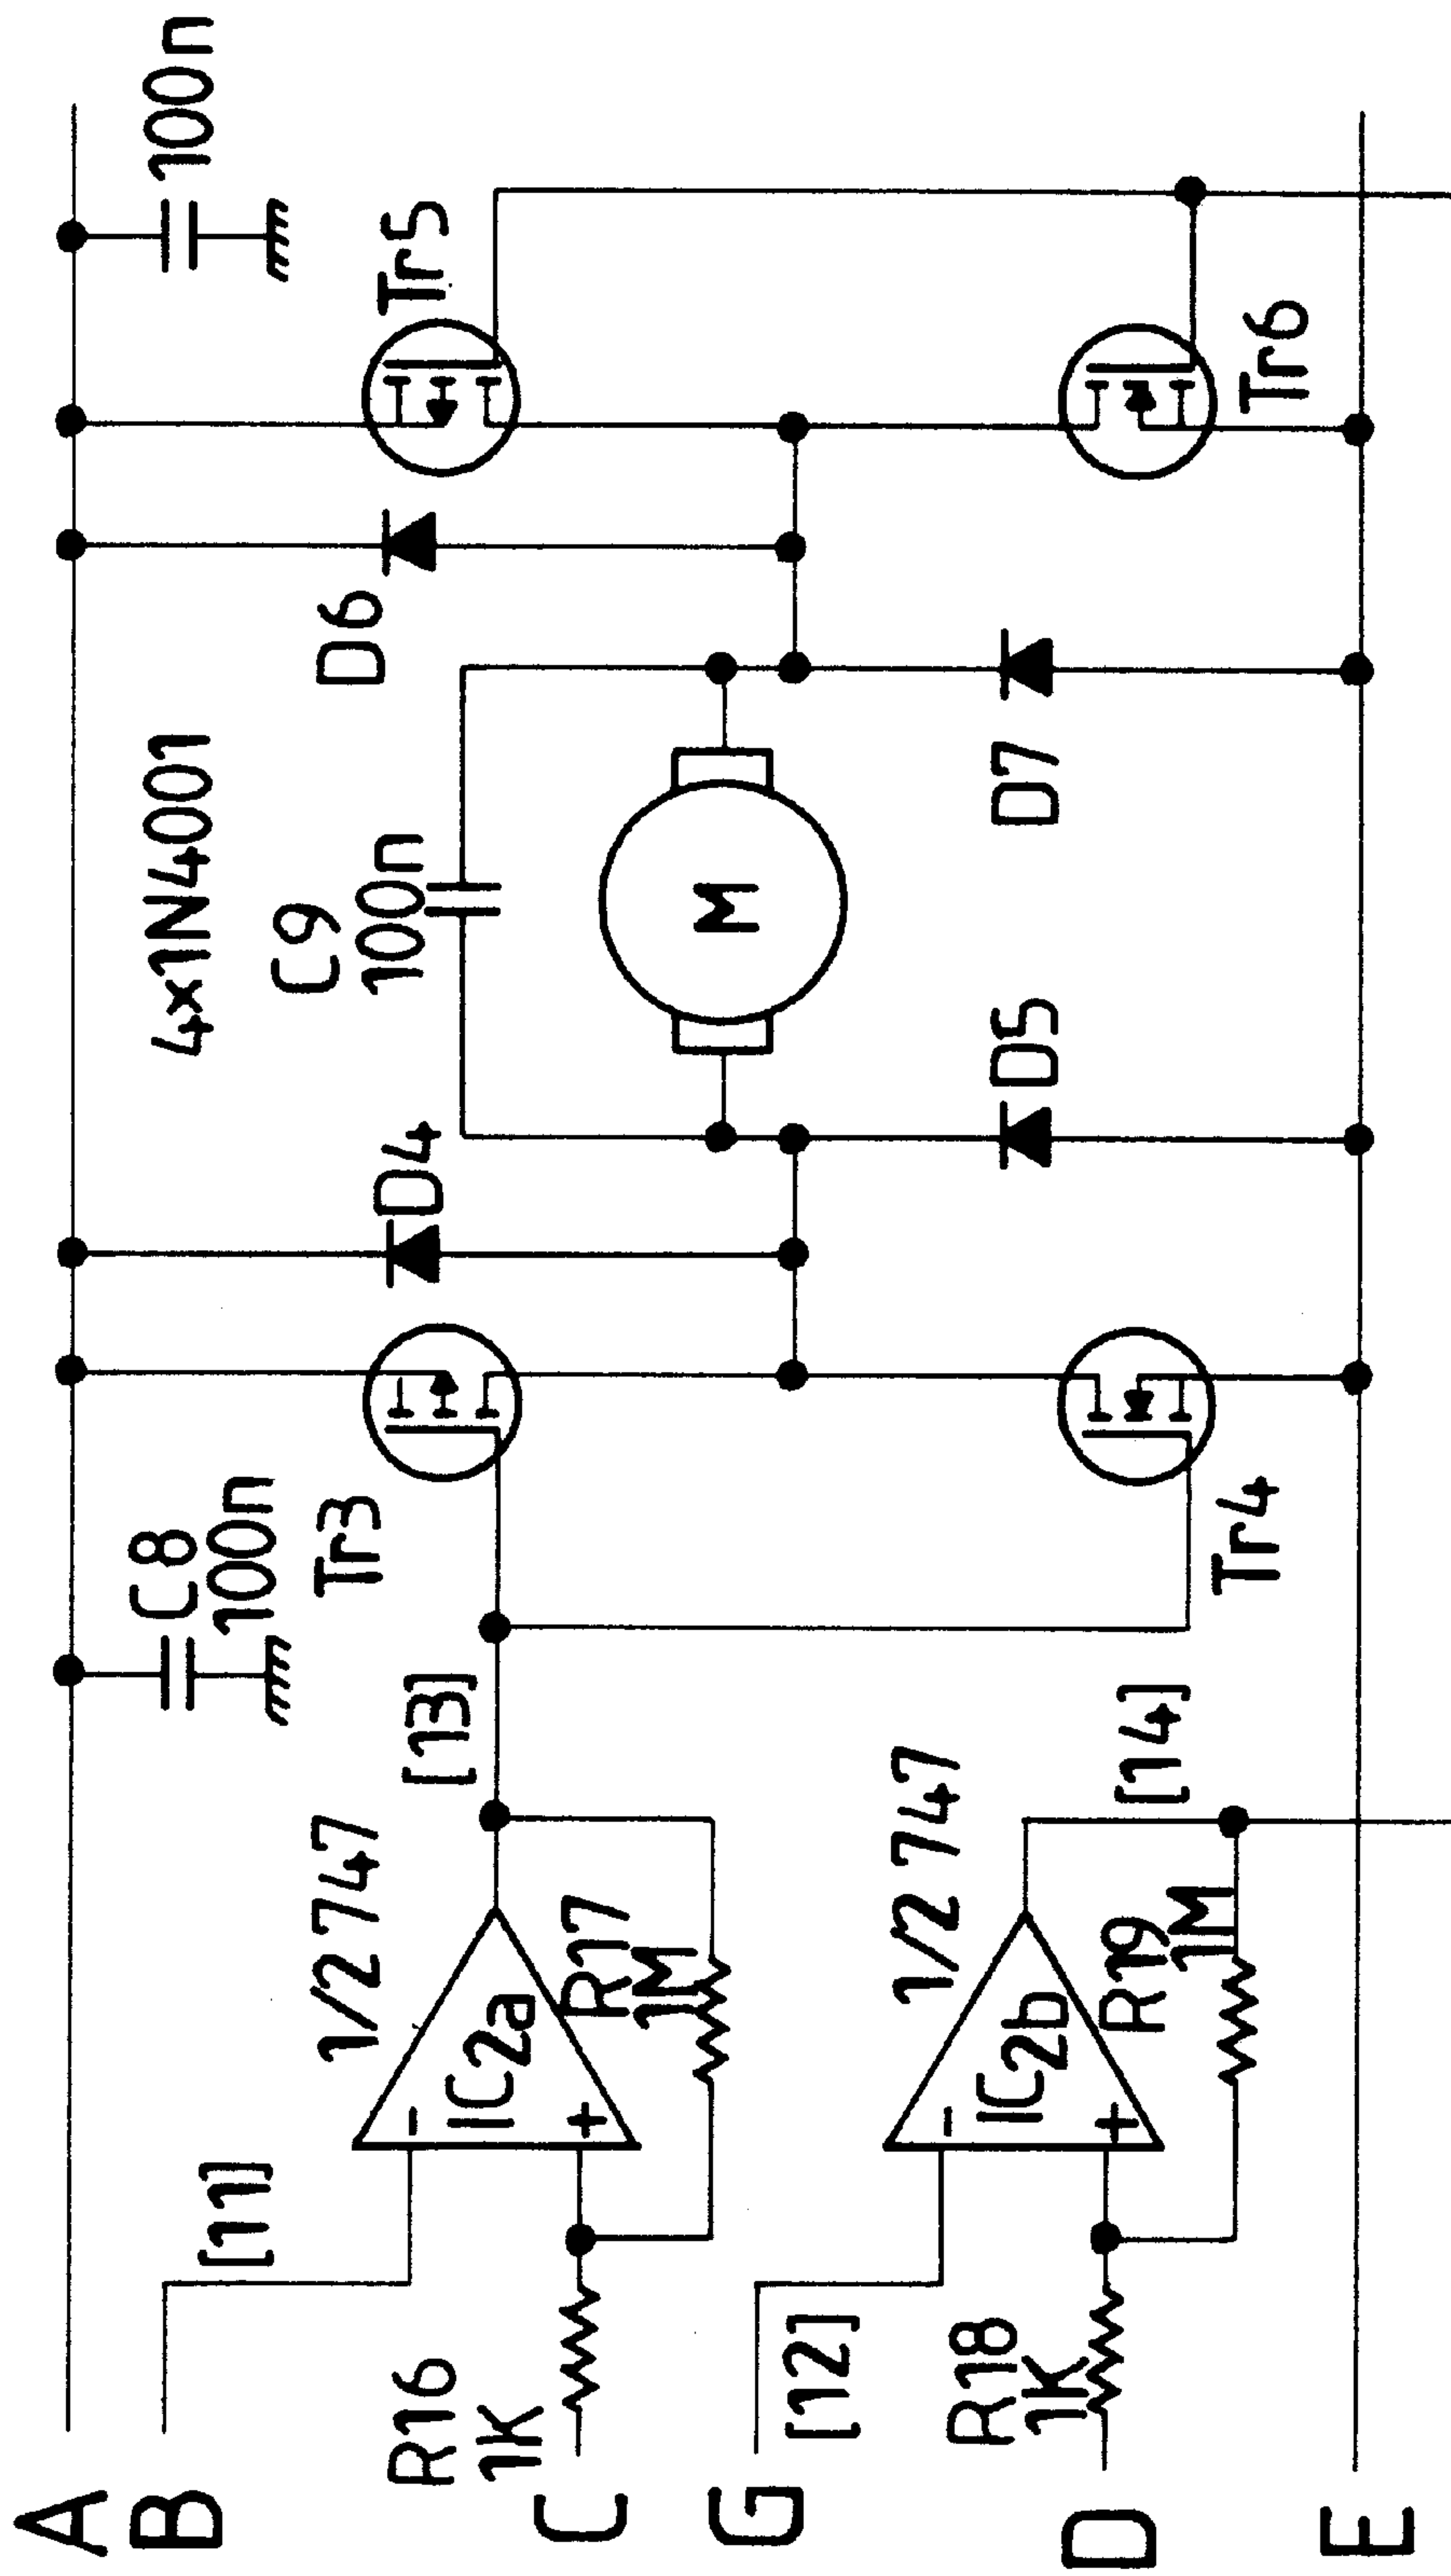 A
B
[11]
C8
100n
100n
Tr3
D4
4x1N4001
C9
100n
D6
Tr5
1/2 747
[13]
R16
1K
C
-
+
IC2a
R17
1M
M
G
[12]
1/2 747
[14]
D5
D7
R18
1K
D
-
+
IC2b
R19
1M
Tr4
Tr6
E